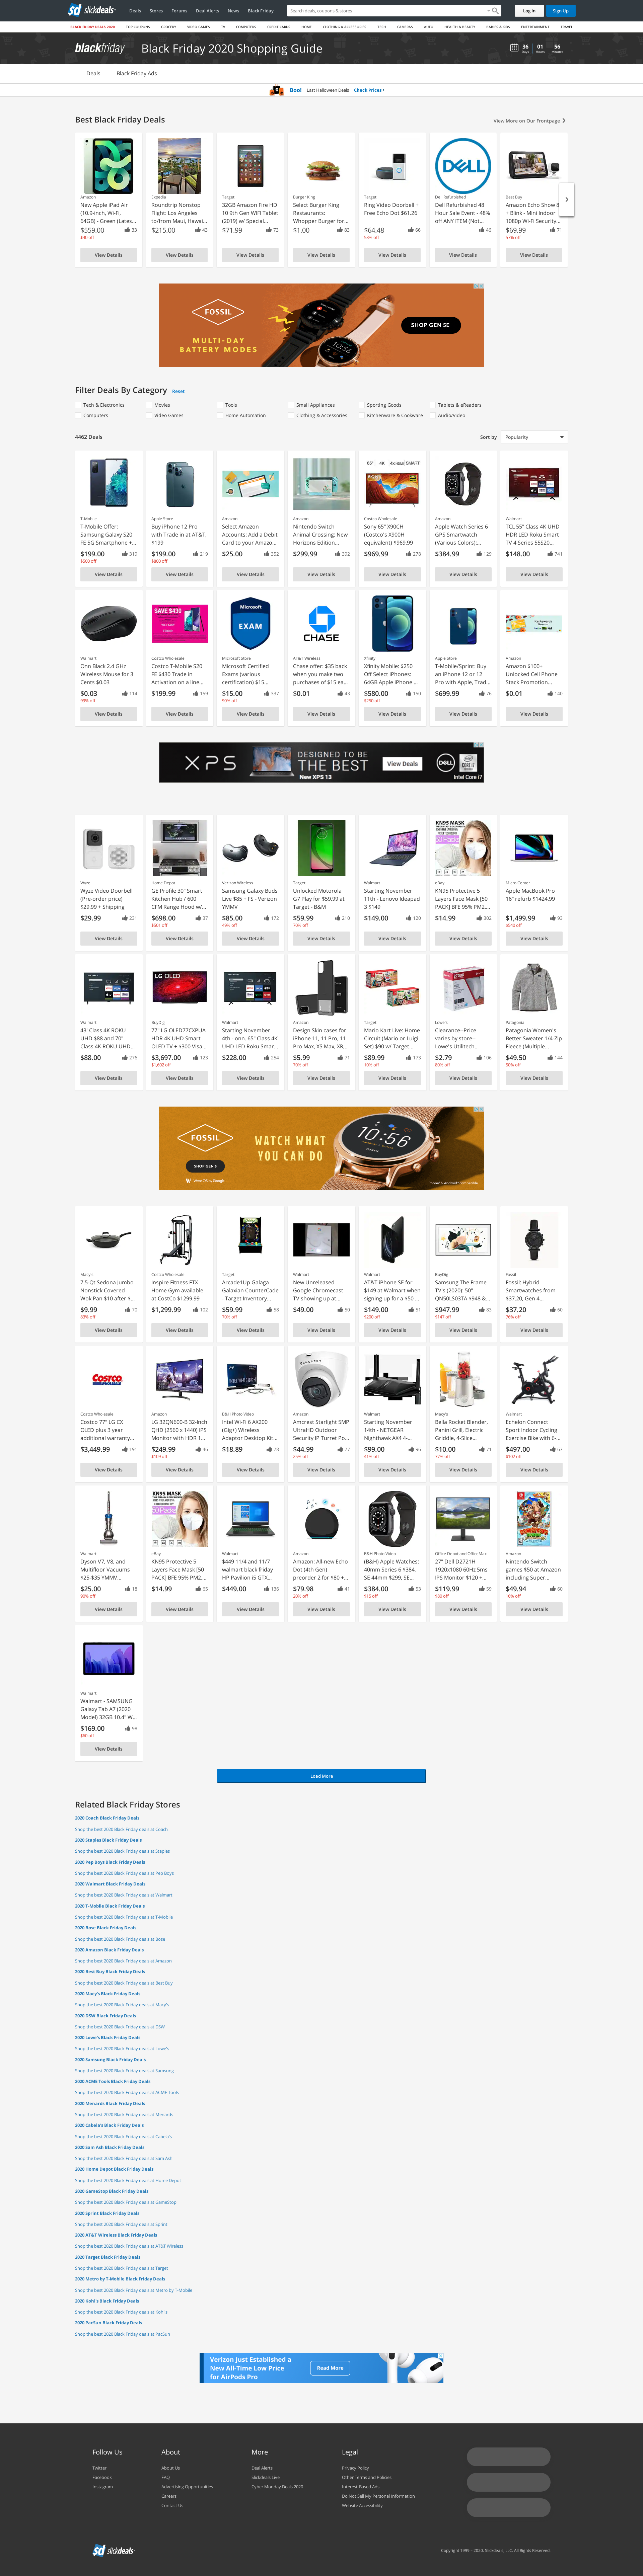 slickdeals
Deals
Stores
Forums
Deal Alerts
News
Black Friday
Search deals, coupons & stores
Log In
Sign Up
BLACK FRIDAY DEALS 2020
TOP COUPONS
GROCERY
VIDEO GAMES
TV
COMPUTERS
CREDIT CARDS
HOME
CLOTHING & ACCESSORIES
TECH
CAMERAS
AUTO
HEALTH & BEAUTY
BABIES & KIDS
ENTERTAINMENT
TRAVEL
blackfriday
Black Friday 2020 Shopping Guide
36 Days
01 Hours
56 Minutes
Deals
Black Friday Ads
Boo! Last Halloween Deals Check Prices!
Best Black Friday Deals
View More on Our Frontpage
Amazon
New Apple iPad Air
(10.9-inch, Wi-Fi,
64GB) - Green (Lates...
$559.00 33
$40 off
View Details
Expedia
Roundtrip Nonstop
Flight: Los Angeles
to/from Maui, Hawai...
$215.00 43
View Details
Target
32GB Amazon Fire HD
10 9th Gen WIFI Tablet
(2019) w/ Special...
$71.99 73
View Details
Burger King
Select Burger King
Restaurants:
Whopper Burger for...
$1.00 83
View Details
Target
Ring Video Doorbell +
Free Echo Dot $61.26
$64.48 66
53% off
View Details
DELL
Dell Refurbished
Dell Refurbished 48
Hour Sale Event - 48%
off ANY ITEM (Not...
46
View Details
Best Buy
Amazon Echo Show 8
+ Blink - Mini Indoor
1080p Wi-Fi Security...
$69.99 71
57% off
View Details
FOSSIL
MULTI-DAY
BATTERY MODES
SHOP GEN 5E
Filter Deals By Category Reset
Tech & Electronics
Movies
Tools
Small Appliances
Sporting Goods
Tablets & eReaders
Computers
Video Games
Home Automation
Clothing & Accessories
Kitchenware & Cookware
Audio/Video
4462 Deals
Sort by
Popularity
T-Mobile
T-Mobile Offer:
Samsung Galaxy S20
FE 5G Smartphone +...
$199.00 319
$500 off
View Details
Apple Store
Buy iPhone 12 Pro
with Trade in at AT&T,
$199
$199.00 219
$800 off
View Details
Amazon
Select Amazon
Accounts: Add a Debit
Card to your Amazo...
$25.00 352
View Details
Amazon
Nintendo Switch
Animal Crossing: New
Horizons Edition...
$299.99 392
View Details
65" 4K 4x HDMI SMART
Costco Wholesale
Sony 65" X90CH
(Costco's X900H
equivalent) $969.99
$969.99 278
View Details
Amazon
Apple Watch Series 6
GPS Smartwatch
(Various Colors):...
$384.99 129
View Details
Walmart
TCL 55" Class 4K UHD
HDR LED Roku Smart
TV 4 Series 55S20...
$148.00 741
View Details
Walmart
Onn Black 2.4 GHz
Wireless Mouse for 3
Cents $0.03
$0.03 114
99% off
View Details
SAVE $430
Costco Wholesale
Costco T-Mobile S20
FE $430 Trade in
Activation on a line...
$199.99 159
View Details
Microsoft
EXAM
Microsoft Store
Microsoft Certified
Exams (various
certification) $15...
$15.00 337
90% off
View Details
CHASE
AT&T Wireless
Chase offer: $35 back
when you make two
purchases of $15 ea...
$0.01 43
View Details
Xfinity
Xfinity Mobile: $250
Off Select iPhones:
64GB Apple iPhone ...
$580.00 150
$250 off
View Details
Apple Store
T-Mobile/Sprint: Buy
an iPhone 12 or 12
Pro with Apple, Trad...
$699.99 76
View Details
Amazon
Amazon $100+
Unlocked Cell Phone
Stack Promotion...
$0.01 149
View Details
XPS
DESIGNED TO BE
THE BEST
New XPS 13
View Deals
DELL
Intel Core i7
Wyze
Wyze Video Doorbell
(Pre-order price)
$29.99 + Shipping
$29.99 231
View Details
Home Depot
GE Profile 30" Smart
Kitchen Hub / 600
CFM Range Hood w/...
$698.00 37
$501 off
View Details
Verizon Wireless
Samsung Galaxy Buds
Live $85 + FS - Verizon
YMMV
$85.00 172
49% off
View Details
Target
Unlocked Motorola
G7 Play for $59.99 at
Target - B&M
$59.99 210
70% off
View Details
Walmart
Starting November
11th - Lenovo Ideapad
3 $149
$149.00 120
View Details
KN95 MASK
eBay
KN95 Protective 5
Layers Face Mask [50
PACK] BFE 95% PM2....
$14.99 302
View Details
Micro Center
Apple MacBook Pro
16" refurb $1424.99
$1,499.99 93
$546 off
View Details
Walmart
43' Class 4K ROKU
UHD $88 and 70"
Class 4K ROKU UHD...
$88.00 276
View Details
LG OLED
BuyDig
77" LG OLED77CXPUA
HDR 4K UHD Smart
OLED TV + $300 Visa...
$3,697.00 123
$1,602 off
View Details
Walmart
Starting November
4th - onn. 65" Class 4K
UHD LED Roku Smar...
$228.00 254
View Details
Amazon
Design Skin cases for
iPhone 11, 11 Pro, 11
Pro Max, XS Max, XR,...
$5.99 71
70% off
View Details
Target
Mario Kart Live: Home
Circuit (Mario or Luigi
Set) $90 w/ Target...
$89.99 173
10% off
View Details
Lowe's
Clearance--Price
varies by store--
Lowe's Utilitech...
$2.79 106
80% off
View Details
Patagonia
Patagonia Women's
Better Sweater 1/4-Zip
Fleece (Multiple...
$49.50 144
50% off
View Details
FOSSIL
SHOP GEN 5
Wear OS by Google
WATCH WHAT
YOU CAN DO
10:56
iPhone & Android™ Compatible
Macy's
7.5-Qt Sedona Jumbo
Nonstick Covered
Wok Pan $10 after $...
$9.99 70
83% off
View Details
Costco Wholesale
Inspire Fitness FTX
Home Gym available
at CostCo $1299.99
$1,299.99 102
View Details
Target
Arcade1Up Galaga
Galaxian CounterCade
- Target Inventory...
$59.99 58
70% off
View Details
Walmart
New Unreleased
Google Chromecast
TV showing up at...
$49.00 50
View Details
Walmart
AT&T iPhone SE for
$149 at Walmart when
signing up for a $50 ...
$149.00 51
$200 off
View Details
BuyDig
Samsung The Frame
TV's (2020): 50"
QN50LS03TA $948 &...
$947.99 83
$147 off
View Details
Fossil
Fossil: Hybrid
Smartwatches from
$37.20, Gen 4...
$37.20 60
76% off
View Details
COSTCO
WHOLESALE
Costco Wholesale
Costco 77" LG CX
OLED plus 3 year
additional warranty...
$3,449.99 191
View Details
Amazon
LG 32QN600-B 32-Inch
QHD (2560 x 1440) IPS
Monitor with HDR 1...
$249.99 46
$109 off
View Details
B&H Photo Video
Intel Wi-Fi 6 AX200
(Gig+) Wireless
Adaptor Desktop Kit...
$18.89 78
View Details
Amazon
Amcrest Starlight 5MP
UltraHD Outdoor
Security IP Turret Po...
$44.99 77
25% off
View Details
Walmart
Starting November
14th - NETGEAR
Nighthawk AX4 4-...
$99.00 96
41% off
View Details
Macy's
Bella Rocket Blender,
Panini Grill, Electric
Griddle, 4-Slice...
$10.00 71
77% off
View Details
Walmart
Echelon Connect
Sport Indoor Cycling
Exercise Bike with 6-...
$497.00 67
$102 off
View Details
Walmart
Dyson V7, V8, and
Multifloor Vacuums
$25-$35 YMMV...
$25.00 18
90% off
View Details
KN95 MASK
eBay
KN95 Protective 5
Layers Face Mask [50
PACK] BFE 95% PM2....
$14.99 65
View Details
Walmart
$449 11/4 and 11/7
walmart black friday
HP Pavilion i5 GTX...
$449.00 136
View Details
Amazon
Amazon: All-new Echo
Dot (4th Gen)
preorder 2 for $80 +...
$79.98 41
20% off
View Details
B&H Photo Video
(B&H) Apple Watches:
40mm Series 6 $384,
SE 44mm $299, SE...
$384.00 53
$15 off
View Details
Office Depot and OfficeMax
27" Dell D2721H
1920x1080 60Hz 5ms
IPS Monitor $120 +...
$119.99 59
$80 off
View Details
Amazon
Nintendo Switch
games $50 at Amazon
including Super...
$49.94 60
16% off
View Details
Walmart
Walmart - SAMSUNG
Galaxy Tab A7 (2020
Model) 32GB 10.4" W...
$169.00 98
$60 off
View Details
Load More
Related Black Friday Stores
2020 Coach Black Friday Deals
Shop the best 2020 Black Friday deals at Coach
2020 Staples Black Friday Deals
Shop the best 2020 Black Friday deals at Staples
2020 Pep Boys Black Friday Deals
Shop the best 2020 Black Friday deals at Pep Boys
2020 Walmart Black Friday Deals
Shop the best 2020 Black Friday deals at Walmart
2020 T-Mobile Black Friday Deals
Shop the best 2020 Black Friday deals at T-Mobile
2020 Bose Black Friday Deals
Shop the best 2020 Black Friday deals at Bose
2020 Amazon Black Friday Deals
Shop the best 2020 Black Friday deals at Amazon
2020 Best Buy Black Friday Deals
Shop the best 2020 Black Friday deals at Best Buy
2020 Macy's Black Friday Deals
Shop the best 2020 Black Friday deals at Macy's
2020 DSW Black Friday Deals
Shop the best 2020 Black Friday deals at DSW
2020 Lowe's Black Friday Deals
Shop the best 2020 Black Friday deals at Lowe's
2020 Samsung Black Friday Deals
Shop the best 2020 Black Friday deals at Samsung
2020 ACME Tools Black Friday Deals
Shop the best 2020 Black Friday deals at ACME Tools
2020 Menards Black Friday Deals
Shop the best 2020 Black Friday deals at Menards
2020 Cabela's Black Friday Deals
Shop the best 2020 Black Friday deals at Cabela's
2020 Sam Ash Black Friday Deals
Shop the best 2020 Black Friday deals at Sam Ash
2020 Home Depot Black Friday Deals
Shop the best 2020 Black Friday deals at Home Depot
2020 GameStop Black Friday Deals
Shop the best 2020 Black Friday deals at GameStop
2020 Sprint Black Friday Deals
Shop the best 2020 Black Friday deals at Sprint
2020 AT&T Wireless Black Friday Deals
Shop the best 2020 Black Friday deals at AT&T Wireless
2020 Target Black Friday Deals
Shop the best 2020 Black Friday deals at Target
2020 Metro by T-Mobile Black Friday Deals
Shop the best 2020 Black Friday deals at Metro by T-Mobile
2020 Kohl's Black Friday Deals
Shop the best 2020 Black Friday deals at Kohl's
2020 PacSun Black Friday Deals
Shop the best 2020 Black Friday deals at PacSun
Verizon Just Established a
New All-Time Low Price
for AirPods Pro
Read More
Follow Us
Twitter
Facebook
Instagram
About
About Us
FAQ
Advertising Opportunities
Careers
Contact Us
More
Deal Alerts
Slickdeals Live
Cyber Monday Deals 2020
Legal
Privacy Policy
Other Terms and Policies
Interest-Based Ads
Do Not Sell My Personal Information
Website Accessibility
slickdeals
Copyright 1999 - 2020. Slickdeals, LLC. All Rights Reserved.